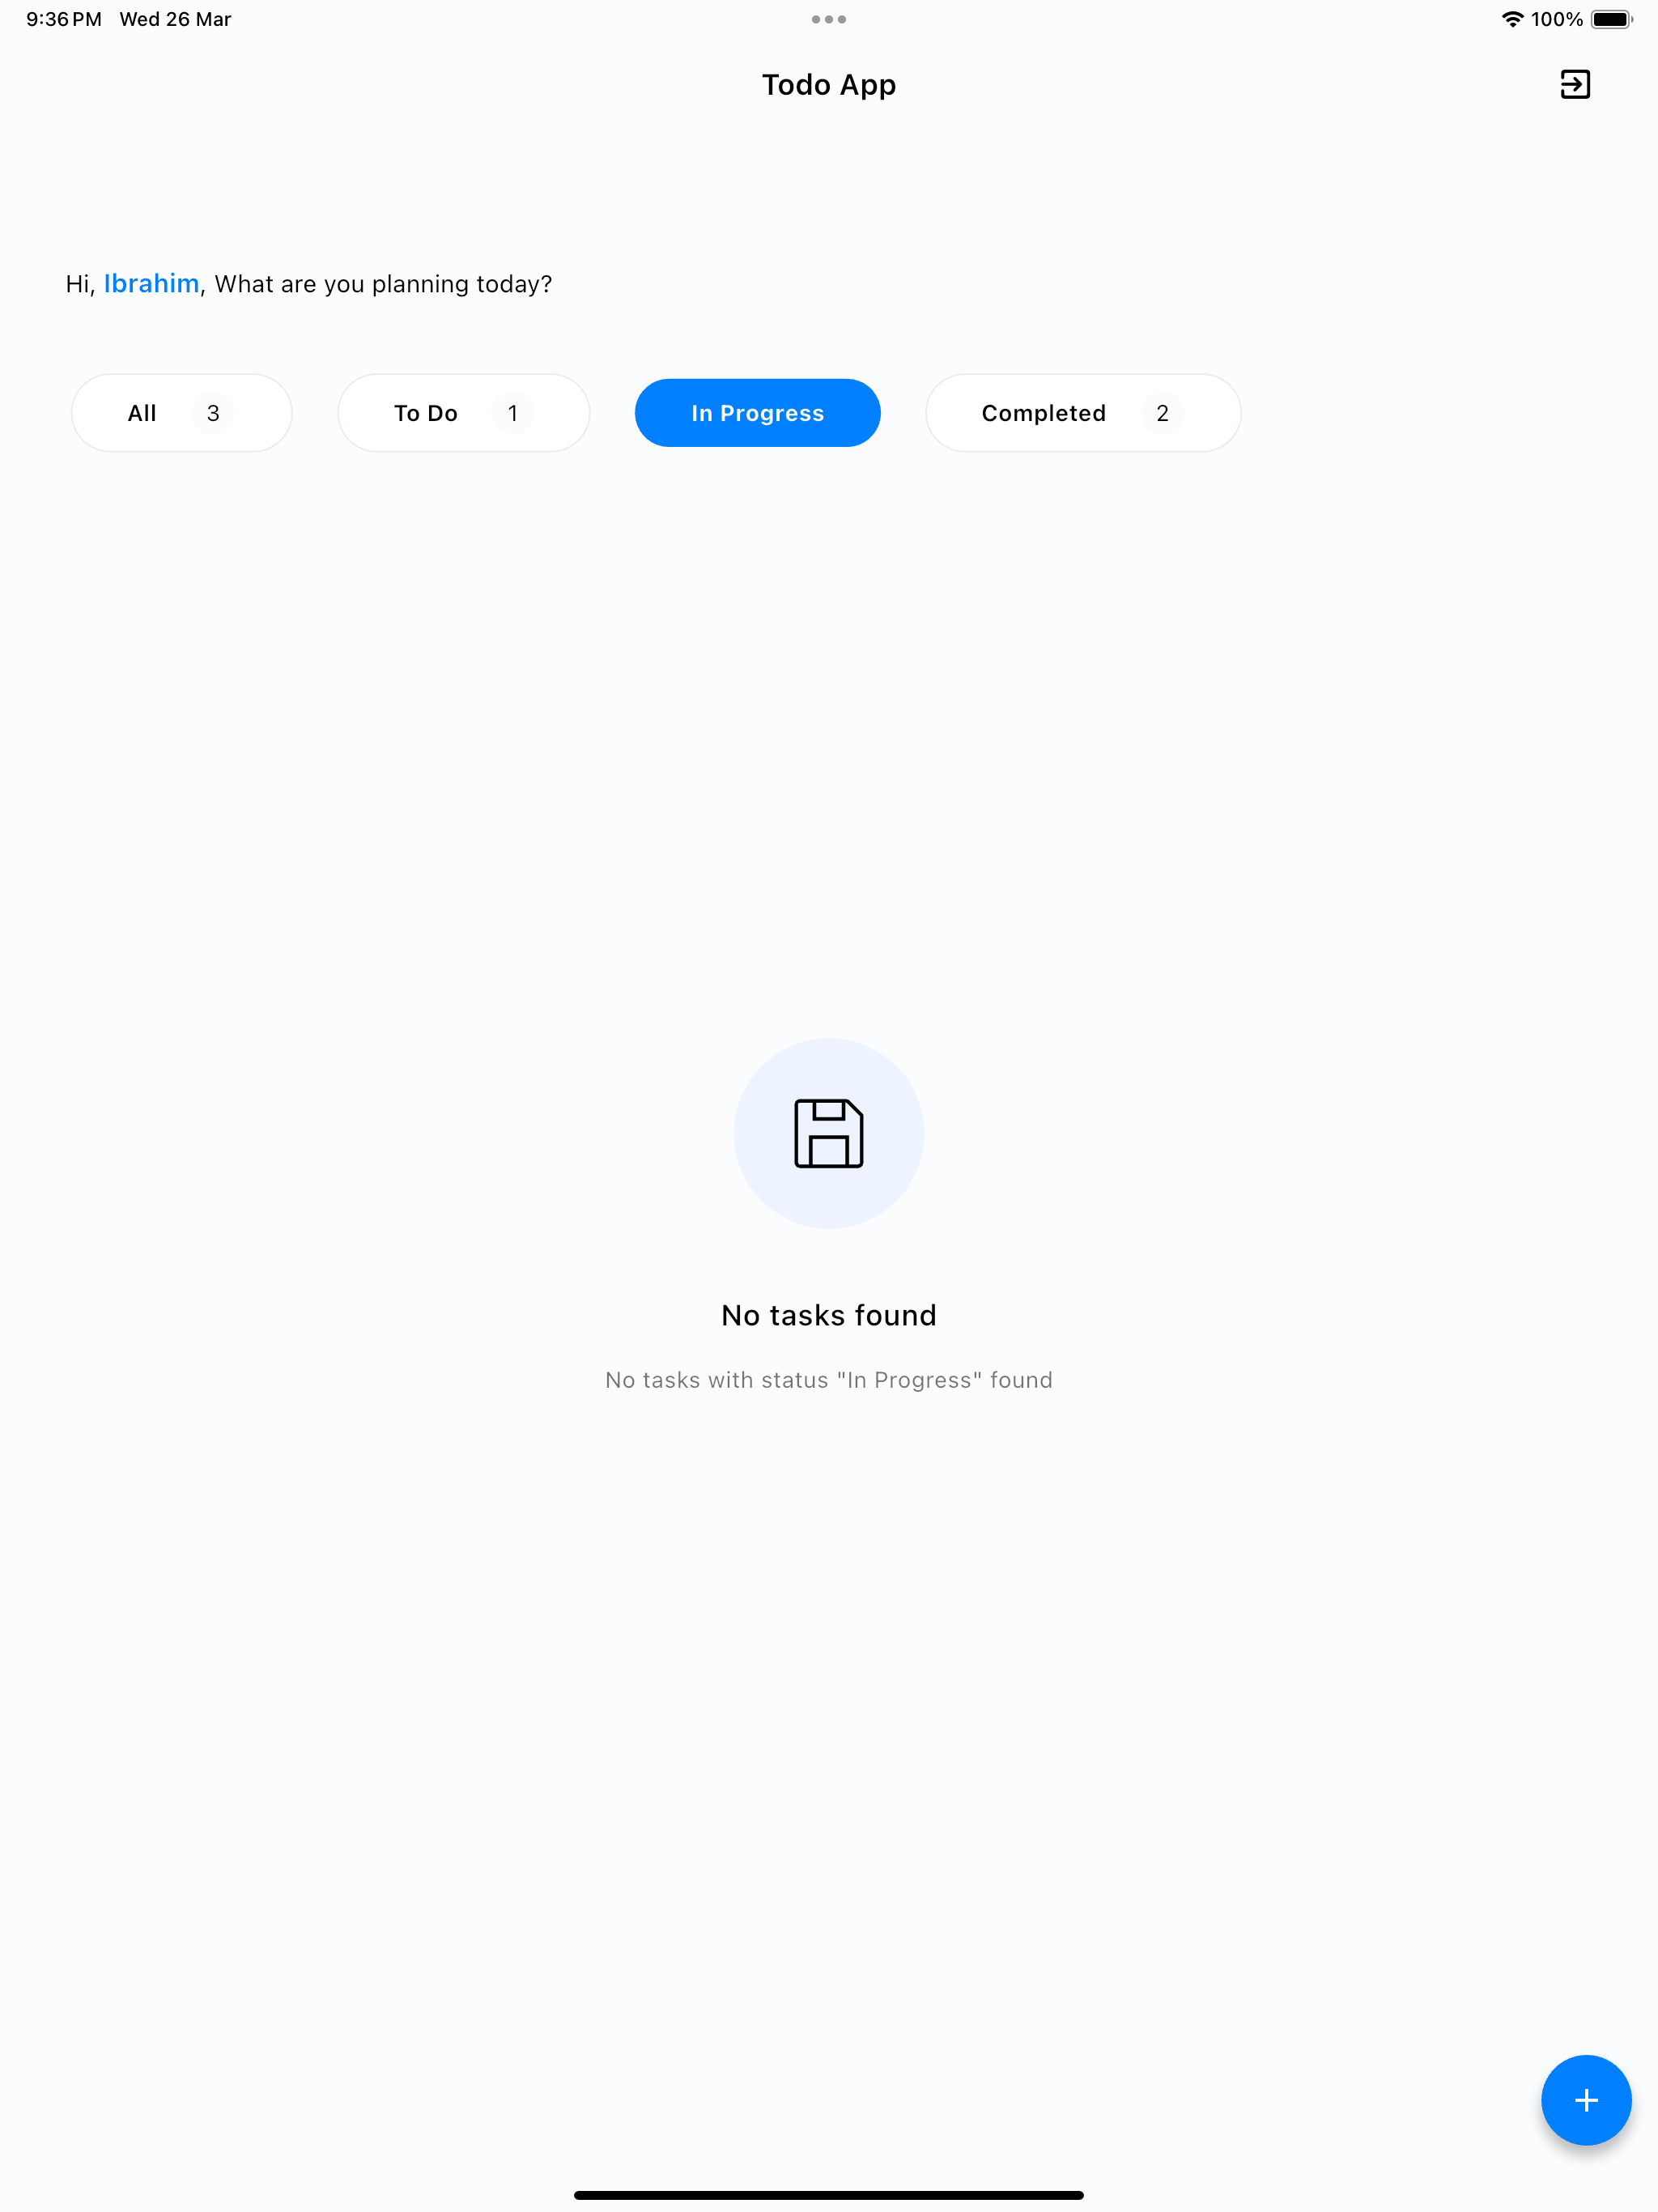 9:36 PM Wed 26 Mar 100%
Todo App
Hi, Ibrahim, What are you planning today?
All 3 To Do 1 In Progress Completed 2
No tasks found
No tasks with status "In Progress" found